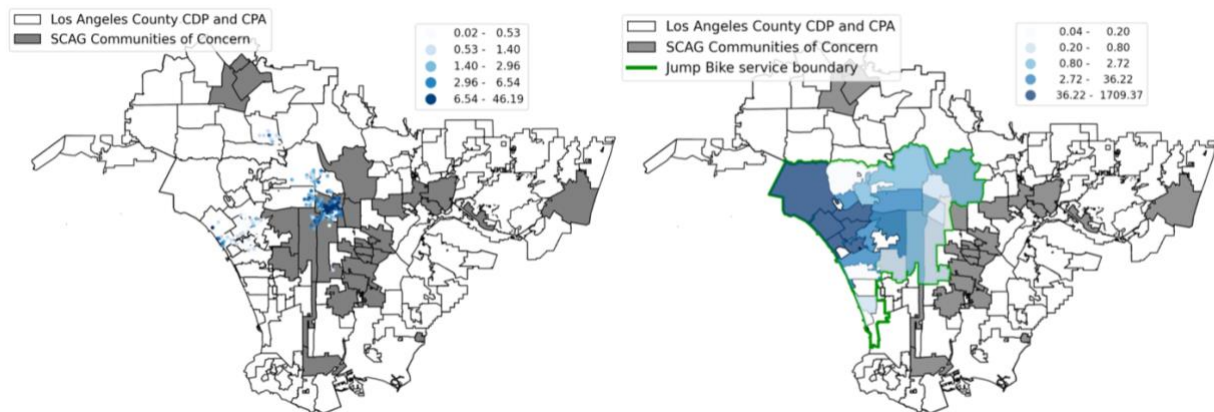 Los Angeles County CDP and CPA
SCAG Communities of Concern
0.02 - 0.53
0.53 - 1.40
1.40 - 2.96
2.96 - 6.54
6.54 - 46.19
Los Angeles County CDP and CPA
SCAG Communities of Concern
Jump Bike service boundary
0.04 - 0.20
0.20 - 0.80
0.80 - 2.72
2.72 - 36.22
36.22 - 1709.37